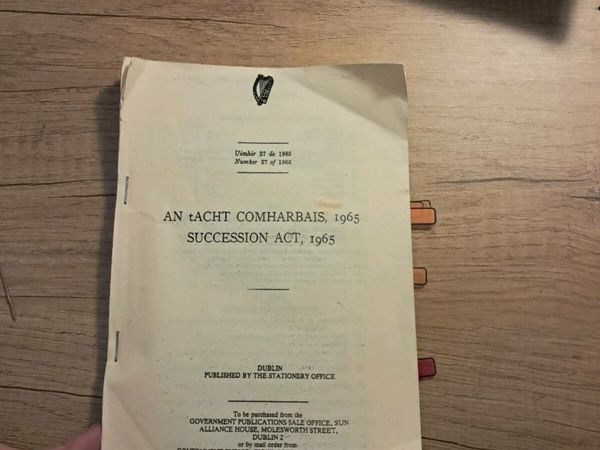 Uimhir 27 de 1965
Number 27 of 1965
AN tACHT COMHARBAIS, 1965
SUCCESSION ACT, 1965
DUBLIN
PUBLISHED BY THE STATIONERY OFFICE
To be purchased from the
GOVERNMENT PUBLICATIONS SALE OFFICE, SUN
ALLIANCE HOUSE, MOLESWORTH STREET,
DUBLIN 2
or by mail order from